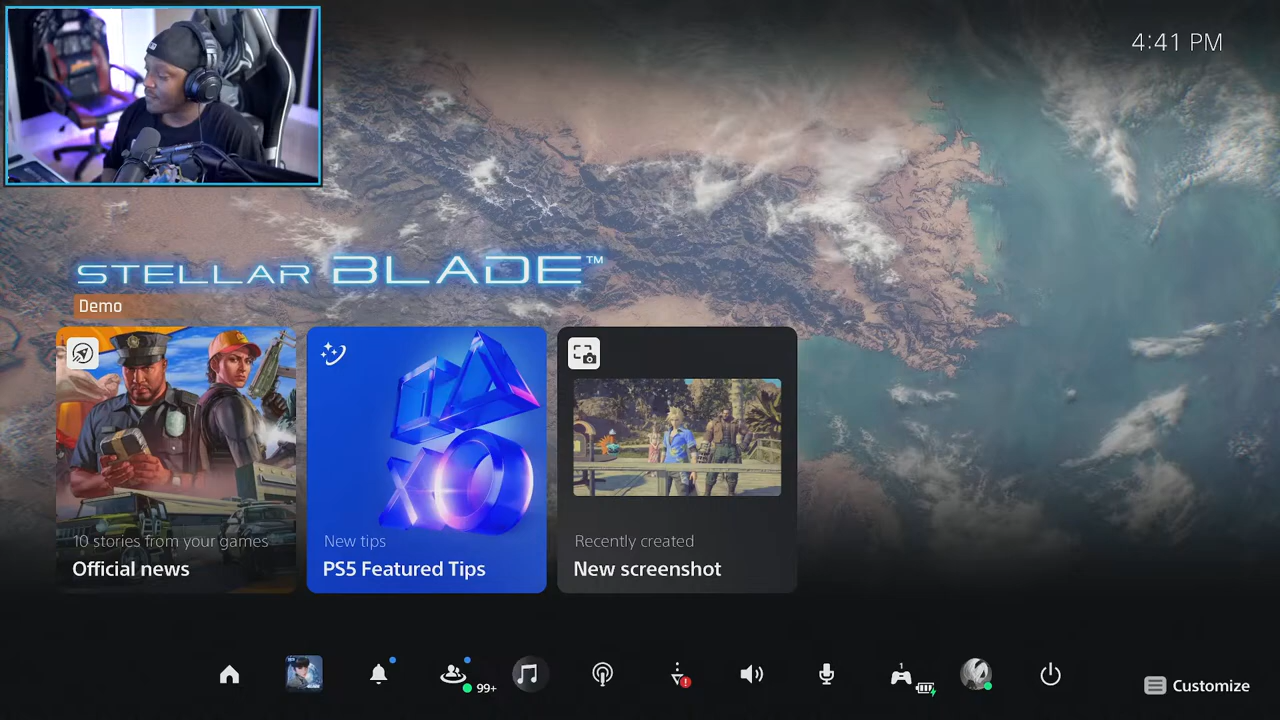 4:41 PM
STELLAR BLADE™
Demo
10 stories from your games
Official news
New tips
PS5 Featured Tips
Recently created
New screenshot
99+
1
Customize